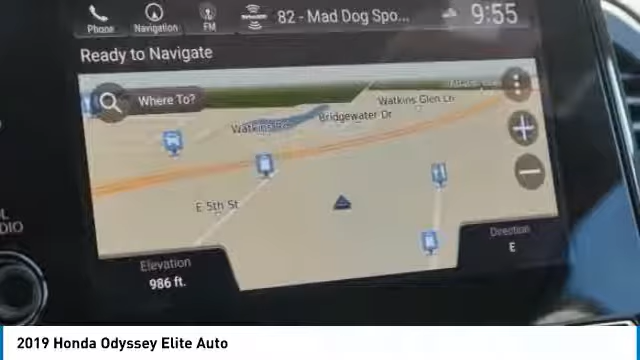 Phone
Navigation
FM
82 - Mad Dog Spo...
9:55
Ready to Navigate
Where To?
Watkins Glen Ln
Bridgewater Dr
Watkins
E 5th St
Elevation
986 ft.
Direction
E
2019 Honda Odyssey Elite Auto